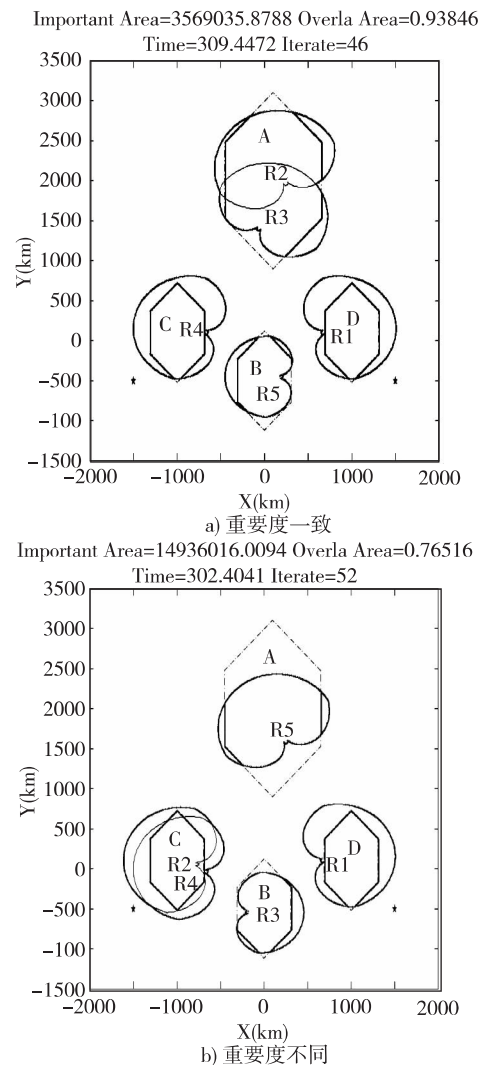 Important Area=3569035.8788 Overla Area=0.93846
Time=309.4472 Iterate=46
3500
3000
A
2500
R2
2000
R3
1500
Y(km)
1000
500
C
D
R4
R1
0
B
-500
R5
-100
-1500
-2000 -1000 0 1000 2000
X(km)
a) 重要度一致
Important Area=14936016.0094 Overla Area=0.76516
Time=302.4041 Iterate=52
3500
3000
A
2500
2000
R5
1500
Y(km)
1000
500
C
D
R2
R1
0
R4
B
R3
-500
-100
-1500
-2000 -1000 0 1000 2000
X(km)
b) 重要度不同